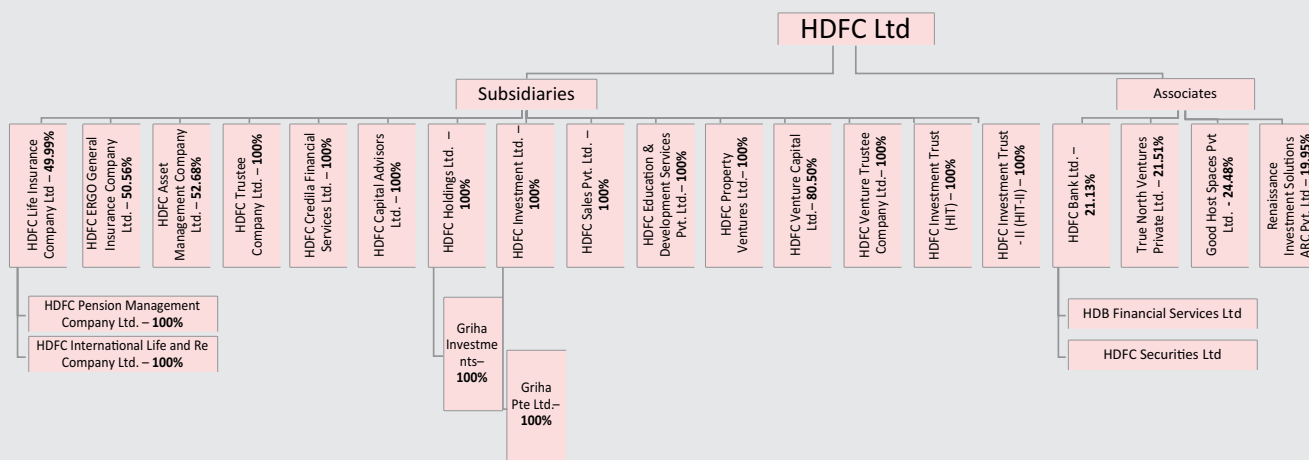 HDFC Ltd
Subsidiaries
Associates
HDFC Life Insurance
Company Ltd – 49.99%
HDFC ERGO General
Insurance Company
Ltd. – 50.56%
HDFC Asset
Management Company
Ltd. – 52.68%
HDFC Trustee
Company Ltd. – 100%
HDFC Credila Financial
Services Ltd. – 100%
HDFC Capital Advisors
Ltd. – 100%
HDFC Holdings Ltd. –
100%
HDFC Investment Ltd. –
100%
HDFC Sales Pvt. Ltd. –
100%
HDFC Education &
Development Services
Pvt. Ltd.– 100%
HDFC Property
Ventures Ltd.– 100%
HDFC Venture Capital
Ltd.– 80.50%
HDFC Venture Trustee
Company Ltd.– 100%
HDFC Investment Trust
(HIT) – 100%
HDFC Investment Trust
- II (HIT-II) – 100%
HDFC Bank Ltd. –
21.13%
True North Ventures
Private Ltd. – 21.51%
Good Host Spaces Pvt
Ltd. - 24.48%
Renaissance
Investment Solutions
ARC Pvt. Ltd – 19.95%
HDFC Pension Management
Company Ltd. – 100%
HDFC International Life and Re
Company Ltd. – 100%
Griha
Investme
nts–
100%
Griha
Pte Ltd.–
100%
HDB Financial Services Ltd
HDFC Securities Ltd